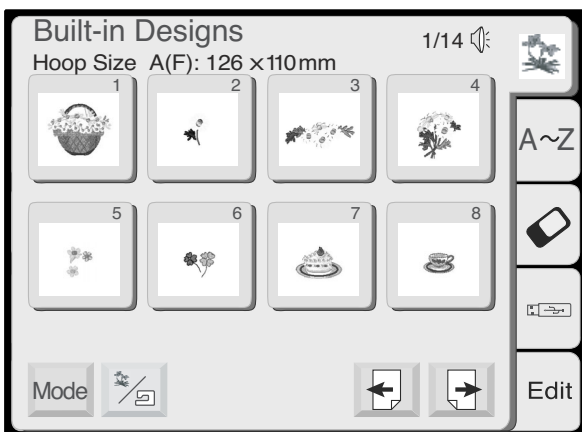 Built-in Designs
1/14
Hoop Size A(F): 126 ×110mm
1 2 3 4
A~Z
5 6 7 8
Mode
Edit